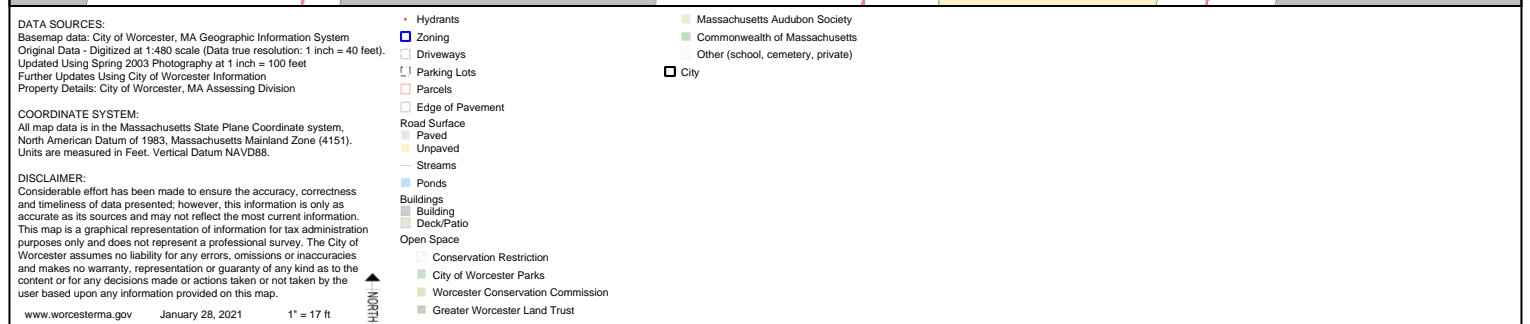 DATA SOURCES:
Basemap data: City of Worcester, MA Geographic Information System
Original Data - Digitized at 1:480 scale (Data true resolution: 1 inch = 40 feet).
Updated Using Spring 2003 Photography at 1 inch = 100 feet
Further Updates Using City of Worcester Information
Property Details: City of Worcester, MA Assessing Division
COORDINATE SYSTEM:
All map data is in the Massachusetts State Plane Coordinate system,
North American Datum of 1983, Massachusetts Mainland Zone (4151).
Units are measured in Feet. Vertical Datum NAVD88.
DISCLAIMER:
Considerable effort has been made to ensure the accuracy, correctness
and timeliness of data presented; however, this information is only as
accurate as its sources and may not reflect the most current information.
This map is a graphical representation of information for tax administration
purposes only and does not represent a professional survey. The City of
Worcester assumes no liability for any errors, omissions or inaccuracies
and makes no warranty, representation or guaranty of any kind as to the
content or for any decisions made or actions taken or not taken by the
user based upon any information provided on this map.
www.worcesterma.gov January 28, 2021 1" = 17 ft
NORTH
Hydrants
Zoning
Driveways
Parking Lots
Parcels
Edge of Pavement
Road Surface
Paved
Unpaved
Streams
Ponds
Buildings
Building
Deck/Patio
Open Space
Conservation Restriction
City of Worcester Parks
Worcester Conservation Commission
Greater Worcester Land Trust
Massachusetts Audubon Society
Commonwealth of Massachusetts
Other (school, cemetery, private)
City